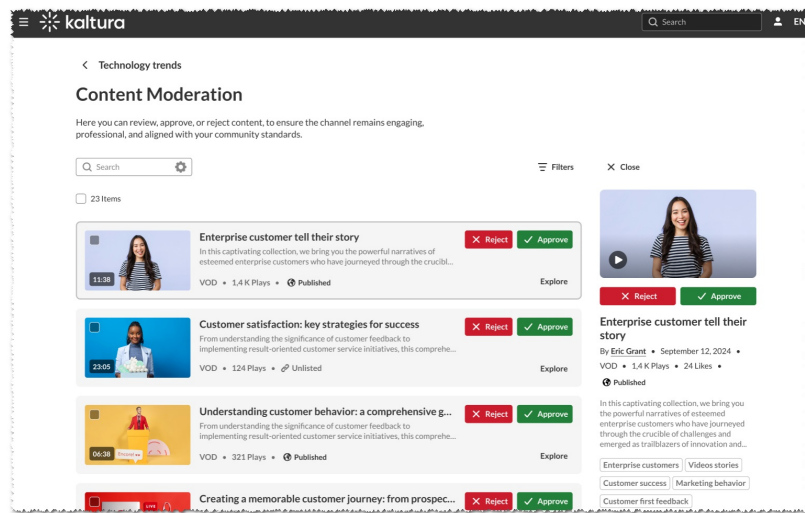 kaltura
Search
EN
Technology trends
Content Moderation
Here you can review, approve, or reject content, to ensure the channel remains engaging,
professional, and aligned with your community standards.
Search
Filters
Close
23 Items
Enterprise customer tell their story
Reject
Approve
In this captivating collection, we bring you the powerful narratives of
esteemed enterprise customers who have journeyed through the crucibl...
11:38
VOD • 1,4 K Plays • Published
Explore
Customer satisfaction: key strategies for success
Reject
Approve
From understanding the significance of customer feedback to
implementing result-oriented customer service initiatives, this comprehe...
23:05
VOD • 124 Plays • Unlisted
Explore
Understanding customer behavior: a comprehensive g...
Reject
Approve
From understanding the significance of customer feedback to
implementing result-oriented customer service initiatives, this comprehe...
06:38
VOD • 321 Plays • Published
Explore
LIVE
Creating a memorable customer journey: from prospec...
Reject
Approve
Reject
Approve
Enterprise customer tell their
story
By Eric Grant • September 12, 2024 •
VOD • 1,4 K Plays • 24 Likes •
Published
In this captivating collection, we bring you
the powerful narratives of esteemed
enterprise customers who have journeyed
through the crucible of challenges and
emerged as trailblazers of innovation and...
Enterprise customers
Videos stories
Customer success
Marketing behavior
Customer first feedback